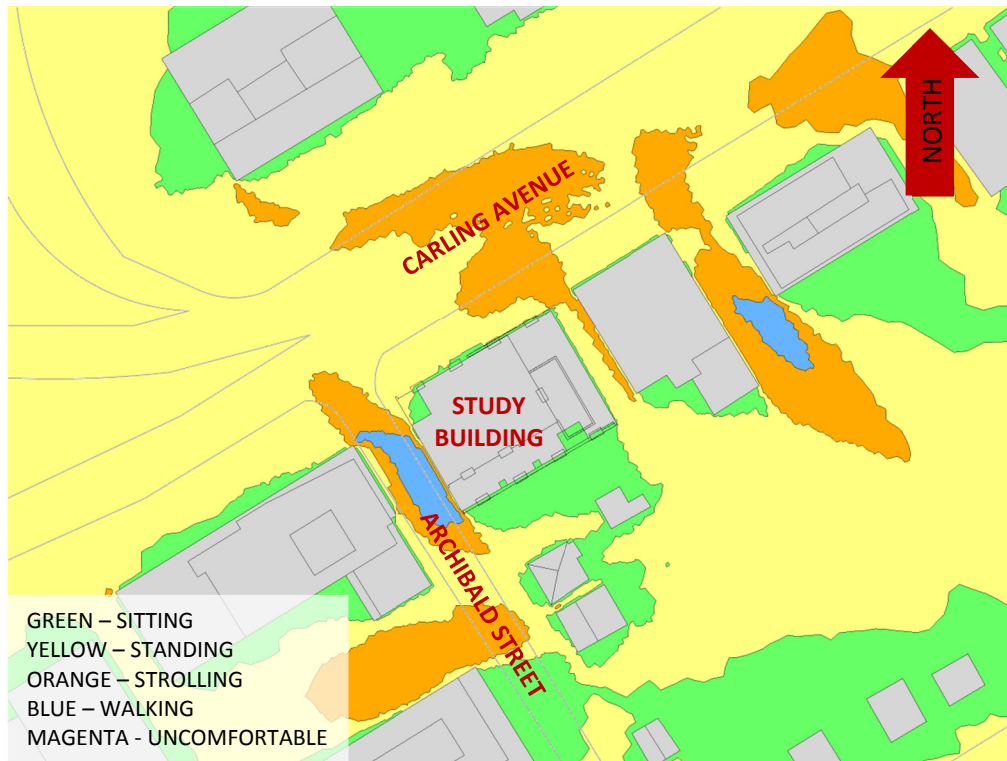 NORTH
CARLING AVENUE
STUDY
BUILDING
ARCHIBALD STREET
GREEN – SITTING
YELLOW – STANDING
ORANGE – STROLLING
BLUE – WALKING
MAGENTA - UNCOMFORTABLE